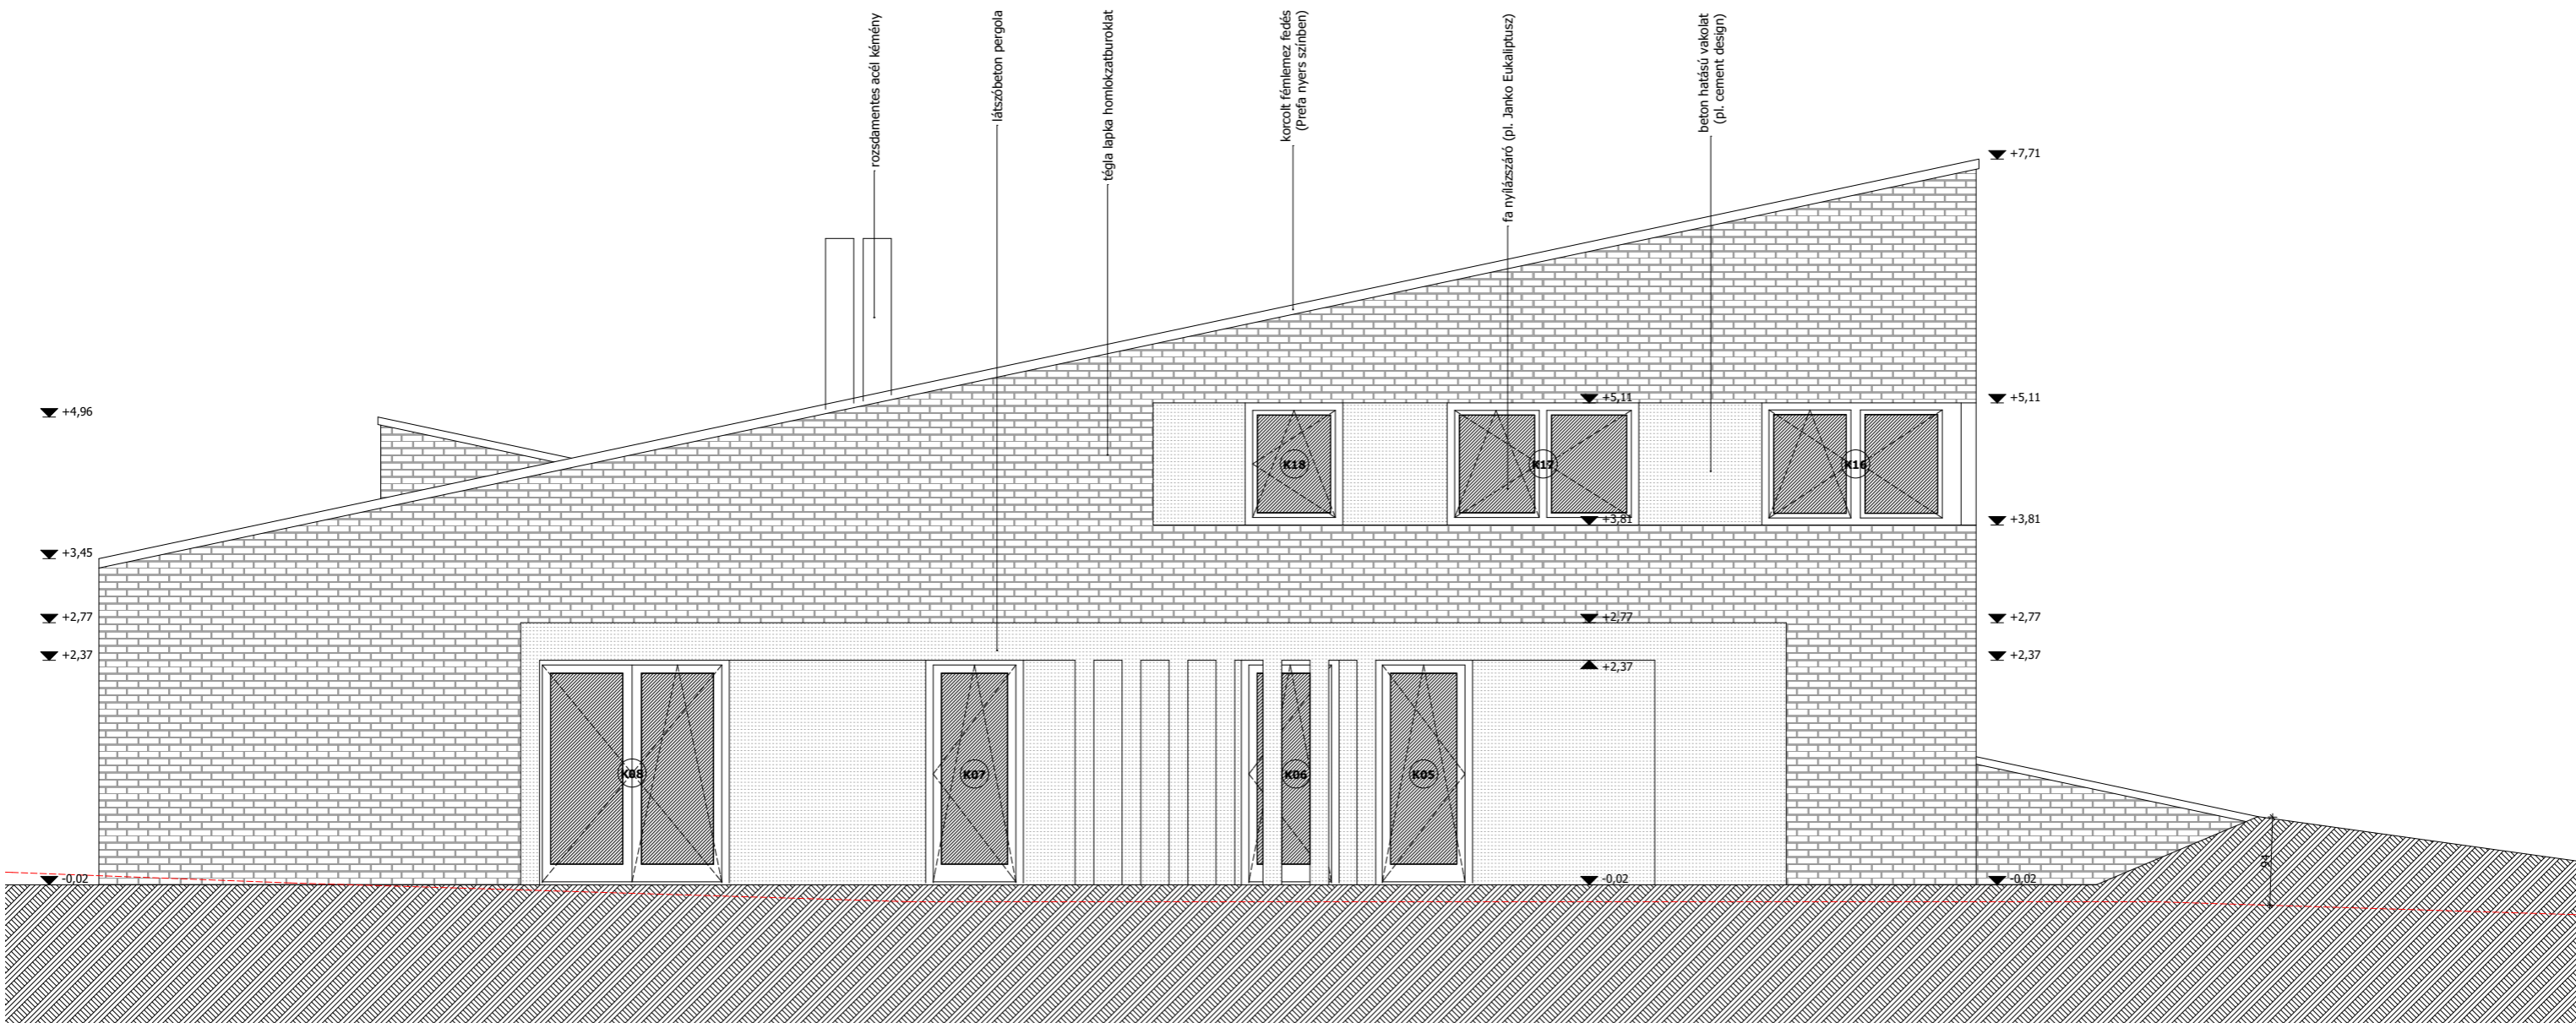 rozsdamentes acél kémény
látszóbeton pergola
tégla lapka homlokzatburoklat
korcolt fémlemez fedés
(Prefa nyers színben)
fa nyílázszáró (pl. Janko Eukaliptusz)
beton hatású vakolat
(pl. cement design)
+7,71
+4,96
+5,11
+5,11
K18
K17
K16
+3,81
+3,81
+3,45
+2,77
+2,77
+2,77
+2,37
+2,37
+2,37
K08
K07
K06
K05
94
-0,02
-0,02
-0,02